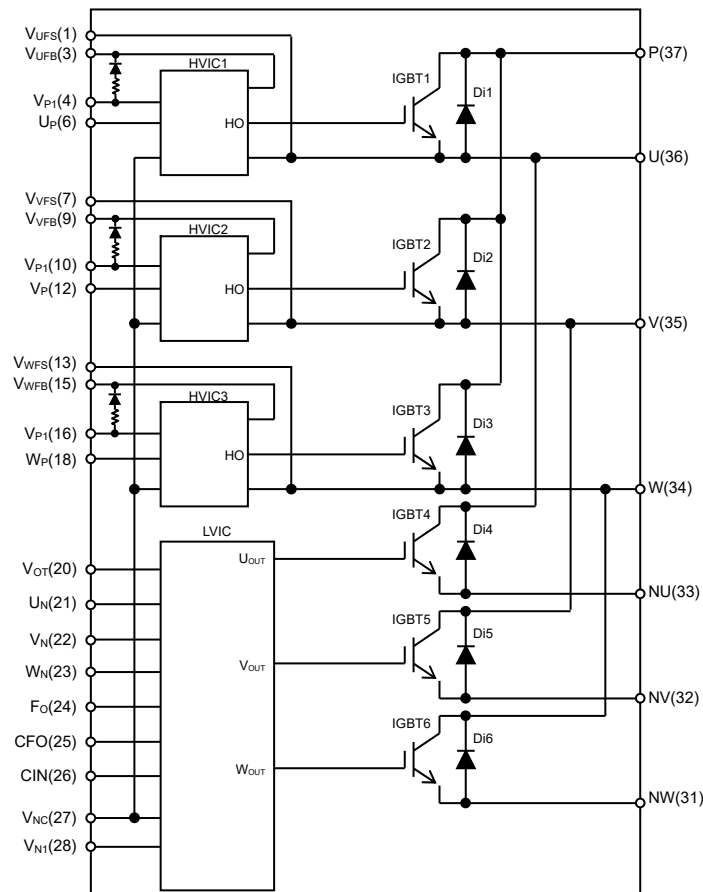 VUFS(1)
VUFB(3)
HVIC1
P(37)
IGBT1
Di1
VP1(4)
UP(6)
HO
U(36)
VVFS(7)
VVFB(9)
HVIC2
IGBT2
Di2
VP1(10)
VP(12)
HO
V(35)
VWFS(13)
VWFB(15)
HVIC3
IGBT3
Di3
VP1(16)
WP(18)
HO
W(34)
IGBT4
LVIC
UOUT
Di4
VOT(20)
NU(33)
UN(21)
IGBT5
VN(22)
Di5
VOUT
WN(23)
NV(32)
FO(24)
IGBT6
CFO(25)
Di6
WOUT
CIN(26)
NW(31)
VNC(27)
VN1(28)